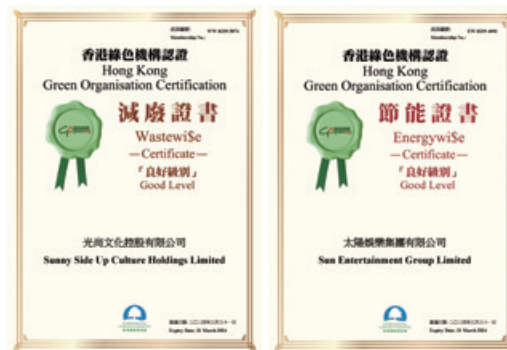 香港綠色機構認證
Hong Kong
Green Organisation Certification
減廢證書
Wastewi$e
—Certificate—
「良好級別」
Good Level
光尚文化控股有限公司
Sunny Side Up Culture Holdings Limited
Expiry Date: 31 March 2024
香港綠色機構認證
Hong Kong
Green Organisation Certification
節能證書
Energywi$e
—Certificate—
「良好級別」
Good Level
太陽娛樂集團有限公司
Sun Entertainment Group Limited
Expiry Date: 31 March 2024